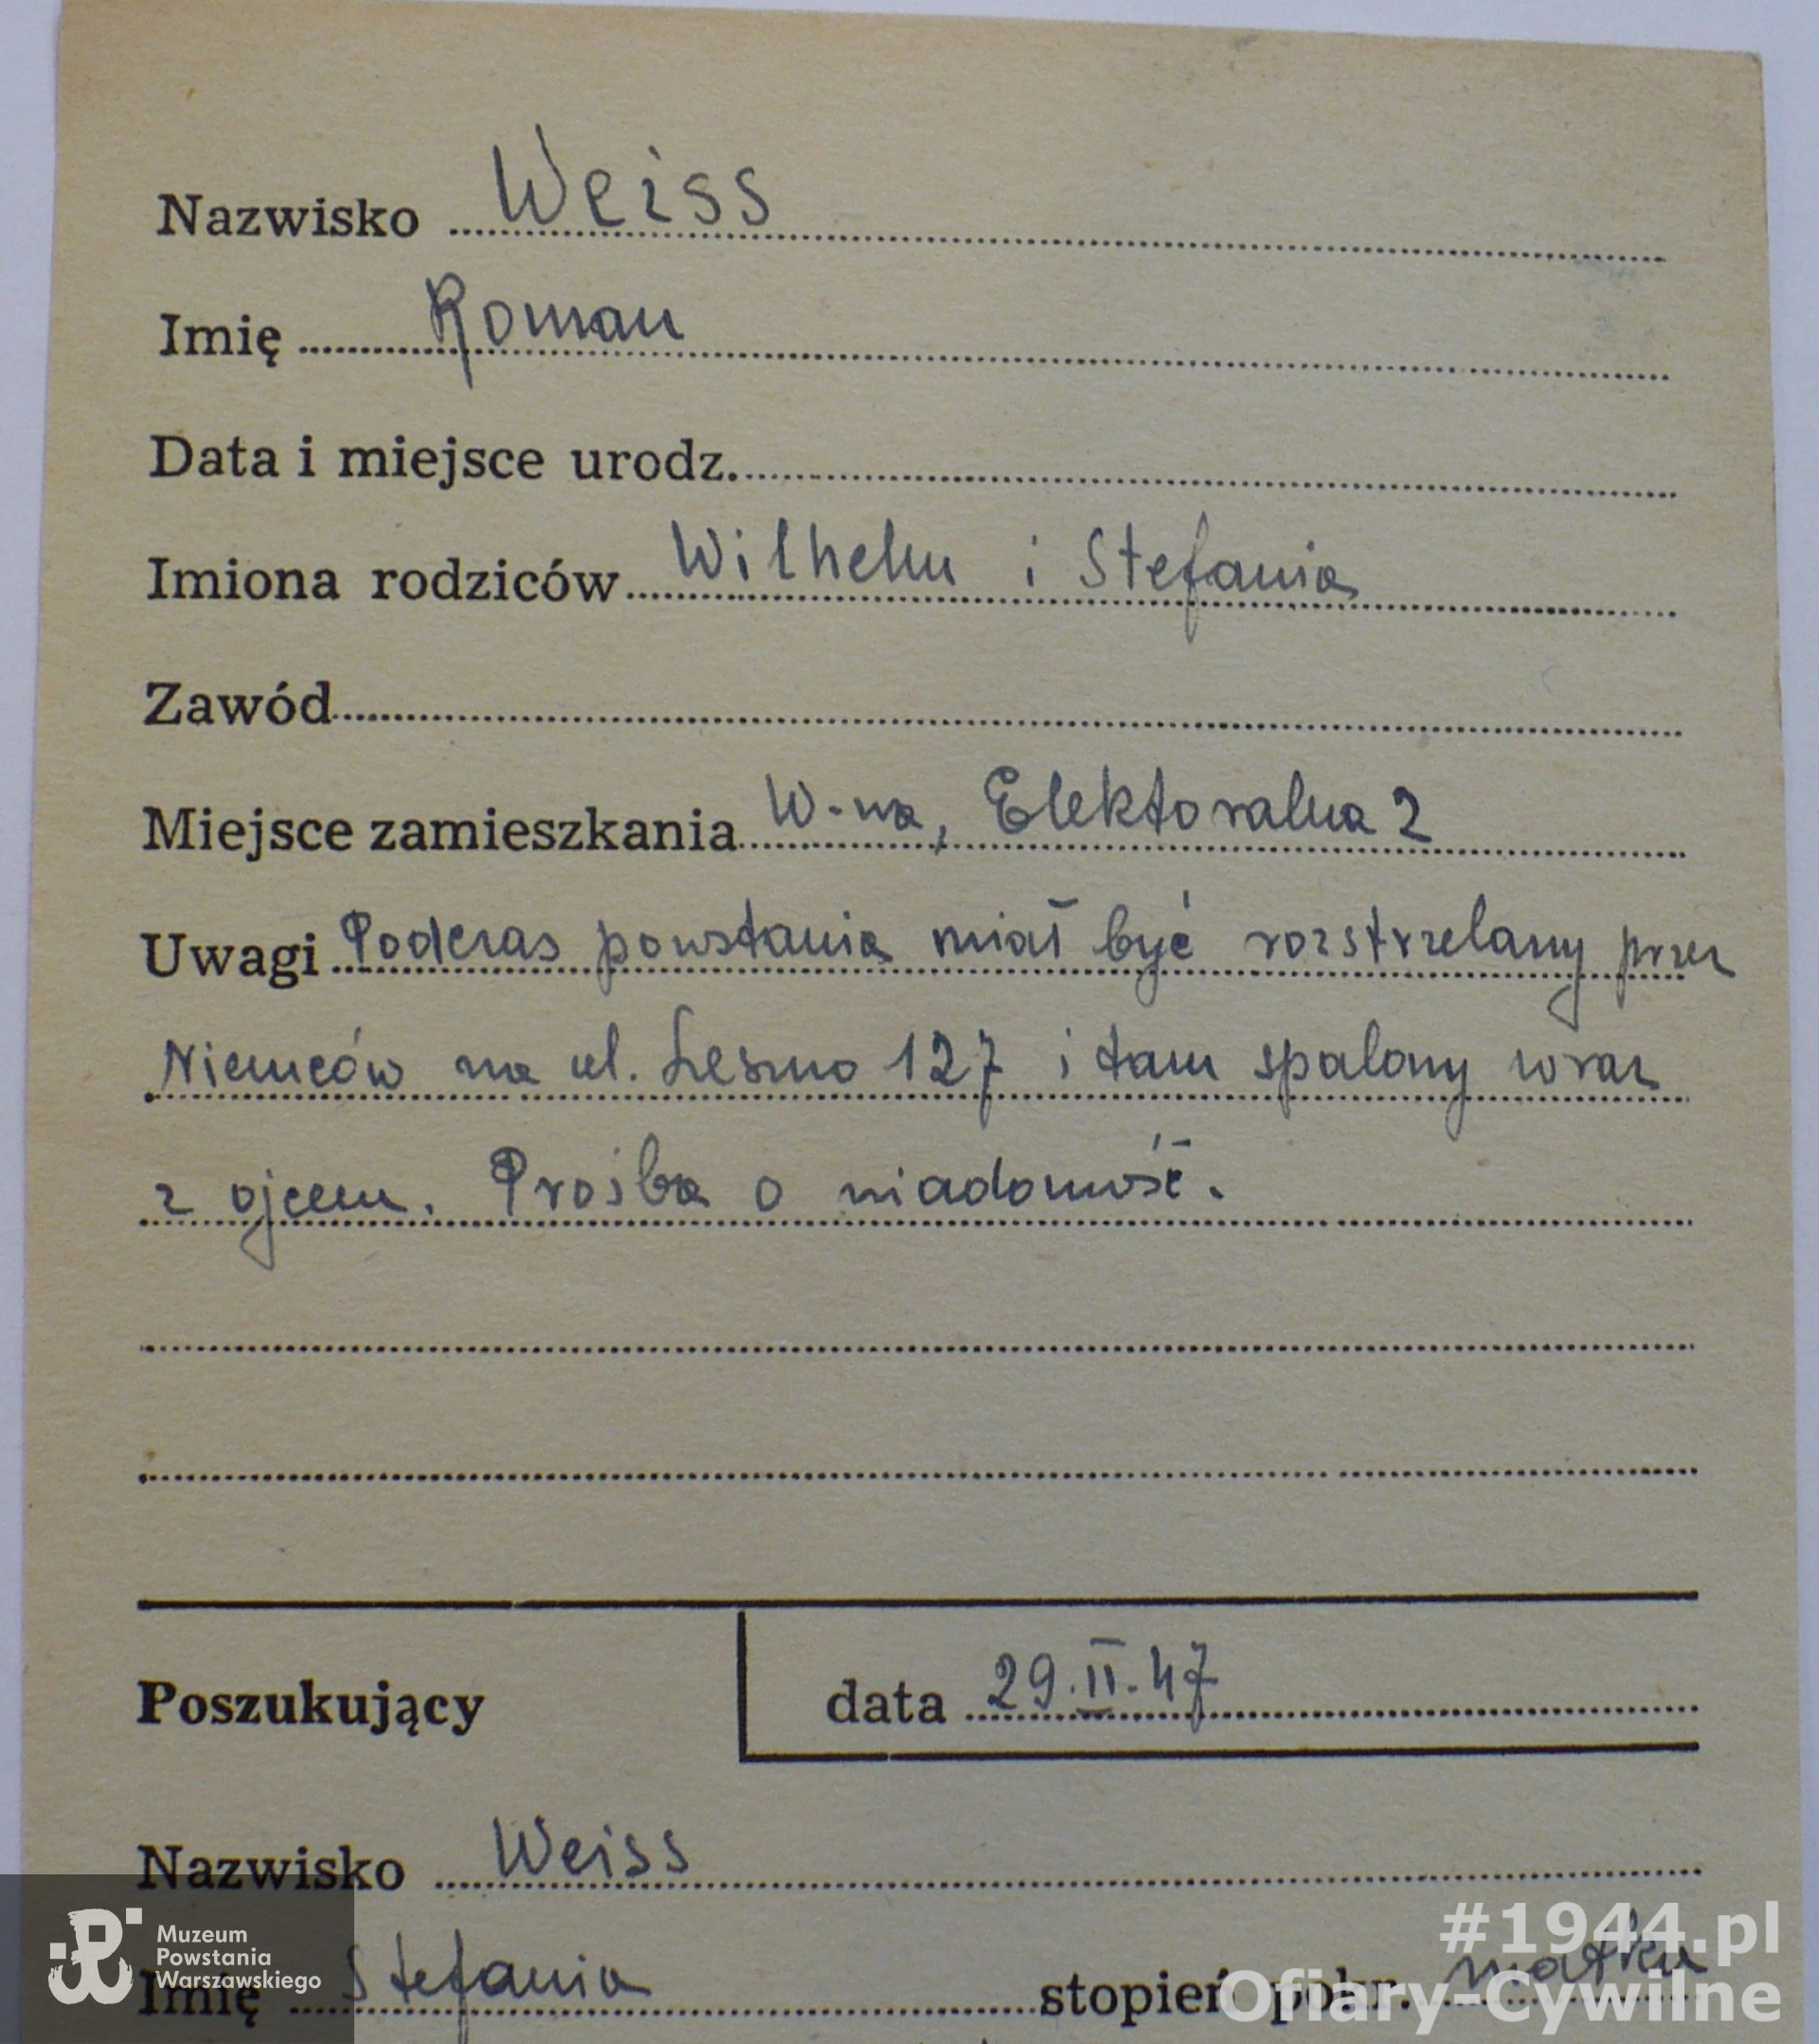 Nazwisko Weiss
Imię Roman
Data i miejsce urodz.
Imiona rodziców Wilhelm i Stefania
Zawód
Miejsce zamieszkania W-wa, Elektoralna 2
Uwagi Podczas powstania miał być rozstrzelany przez
Niemców na ul. Leszno 127 i tam spalony wraz
z ojcem. Prośba o wiadomość.
Poszukujący data 29.II.47
Nazwisko Weiss
Imię Stefania stopień pokr. matka
Muzeum
Powstania
Warszawskiego
#1944.pl
Ofiary-Cywilne